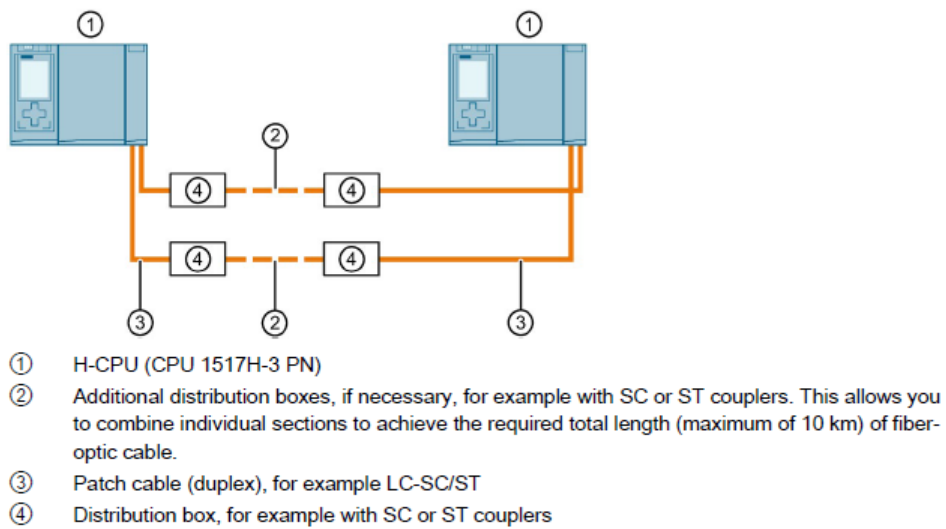 ① ①
②
④ ④
④ ④
③ ② ③
① H-CPU (CPU 1517H-3 PN)
② Additional distribution boxes, if necessary, for example with SC or ST couplers. This allows you
to combine individual sections to achieve the required total length (maximum of 10 km) of fiber-
optic cable.
③ Patch cable (duplex), for example LC-SC/ST
④ Distribution box, for example with SC or ST couplers